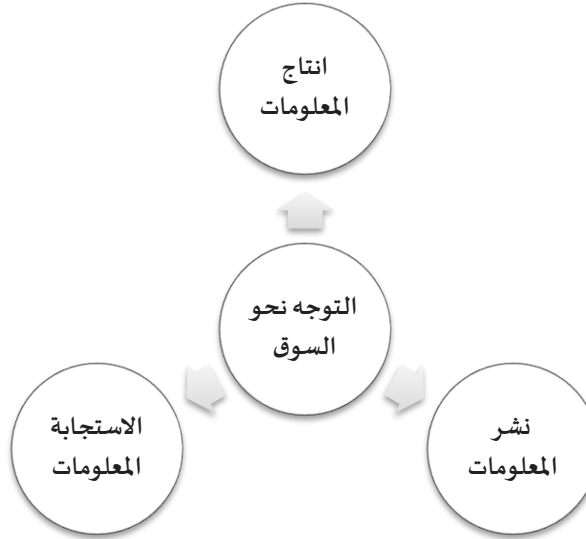 انتاج
المعلومات
التوجه نحو
السوق
نشر
المعلومات
الاستجابة
المعلومات